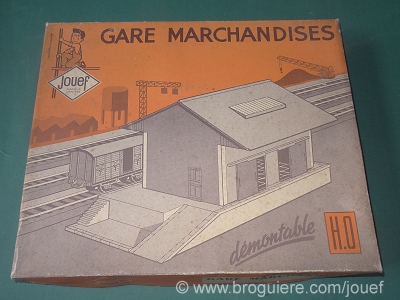 GARE MARCHANDISES
Jouef
démontable
H.O
© www.broguiere.com/jouef